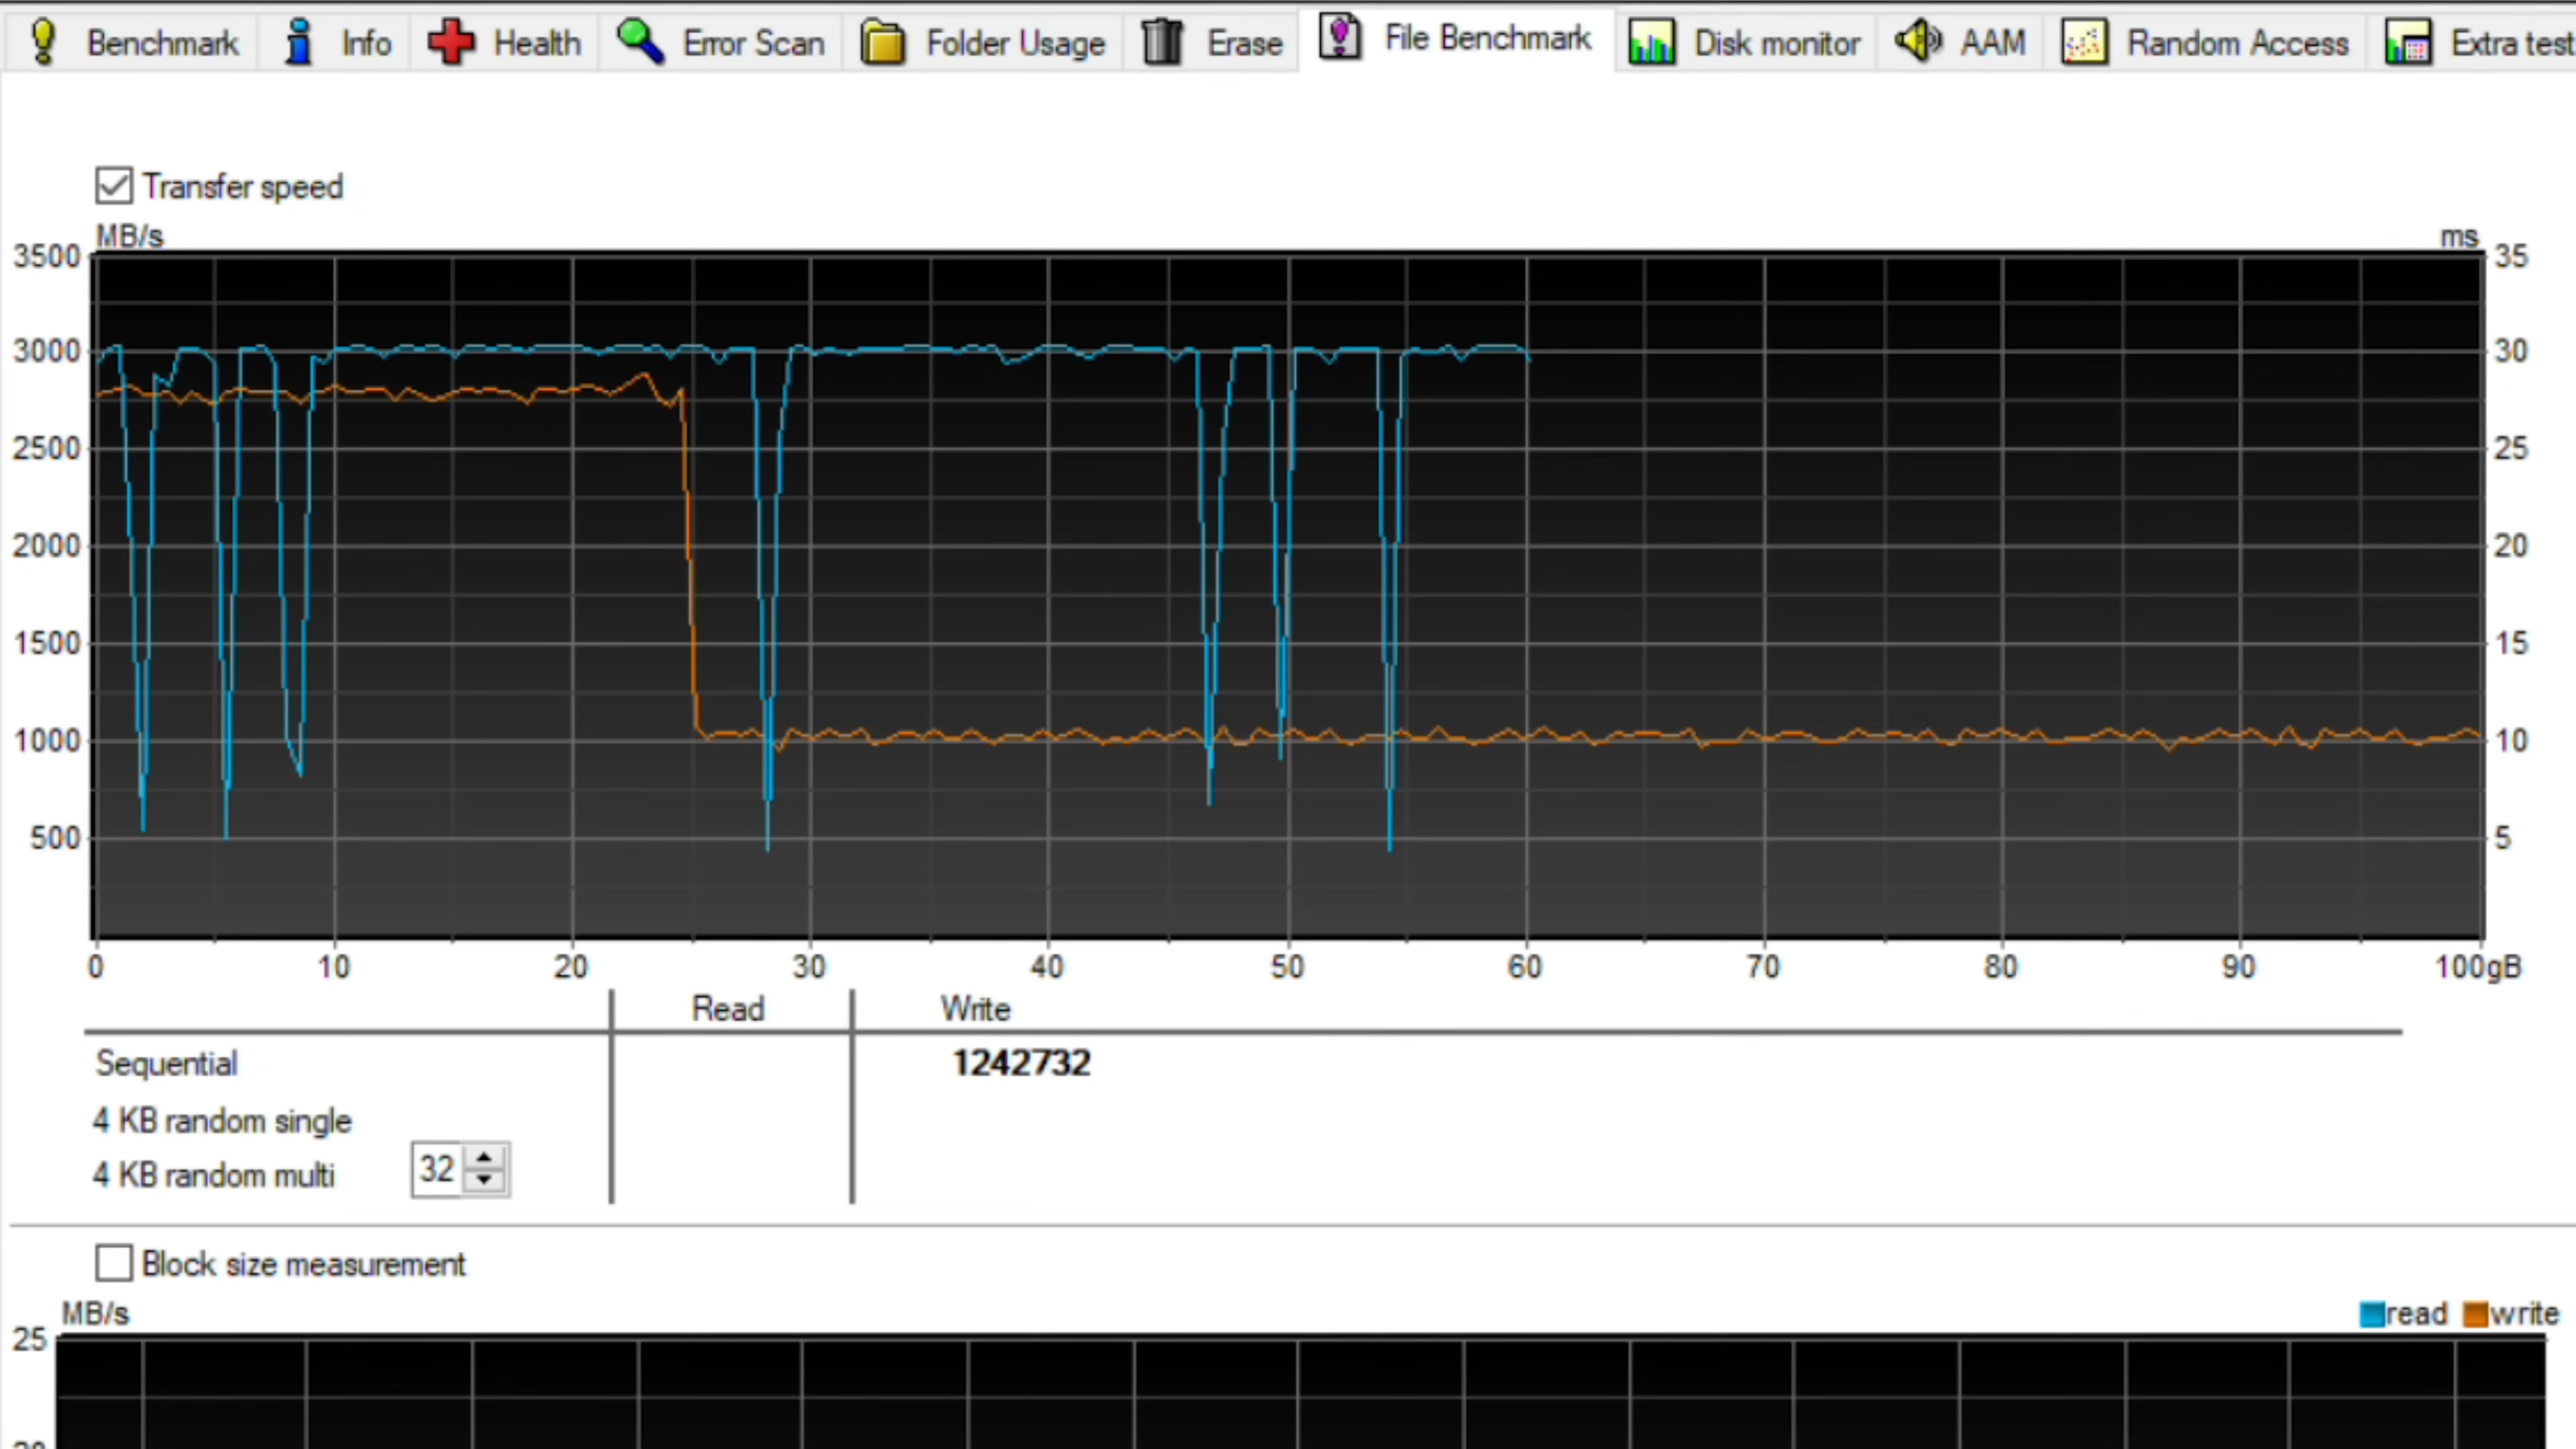 Benchmark Info Health Error Scan Folder Usage Erase File Benchmark Disk monitor AAM Random Access Extra test
Transfer speed
MB/s ms
3500 35
3000 30
2500 25
2000 20
1500 15
1000 10
500 5
0 10 20 30 40 50 60 70 80 90 100gB
Read Write
Sequential 1242732
4 KB random single
4 KB random multi 32
Block size measurement
MB/s read write
25